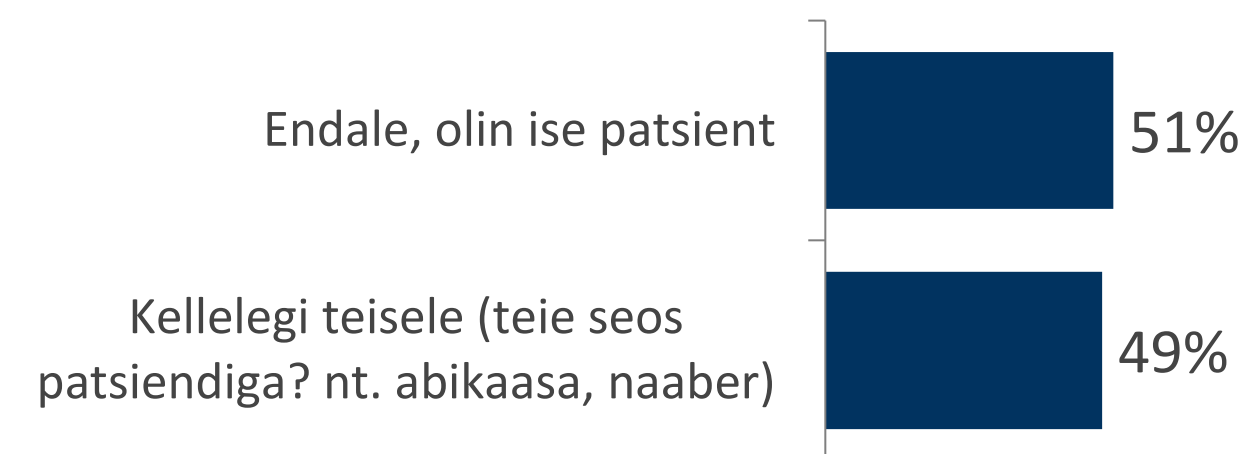 Endale, olin ise patsient
51%
Kellelegi teisele (teie seos
patsiendiga? nt. abikaasa, naaber)
49%